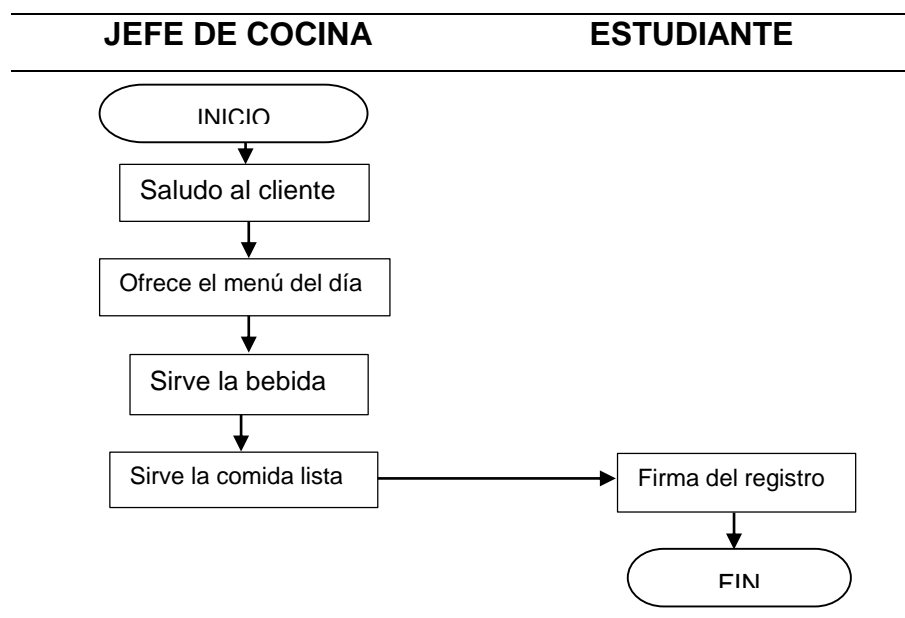 JEFE DE COCINA ESTUDIANTE
INICIO
Saludo al cliente
Ofrece el menú del día
Sirve la bebida
Sirve la comida lista
Firma del registro
FIN